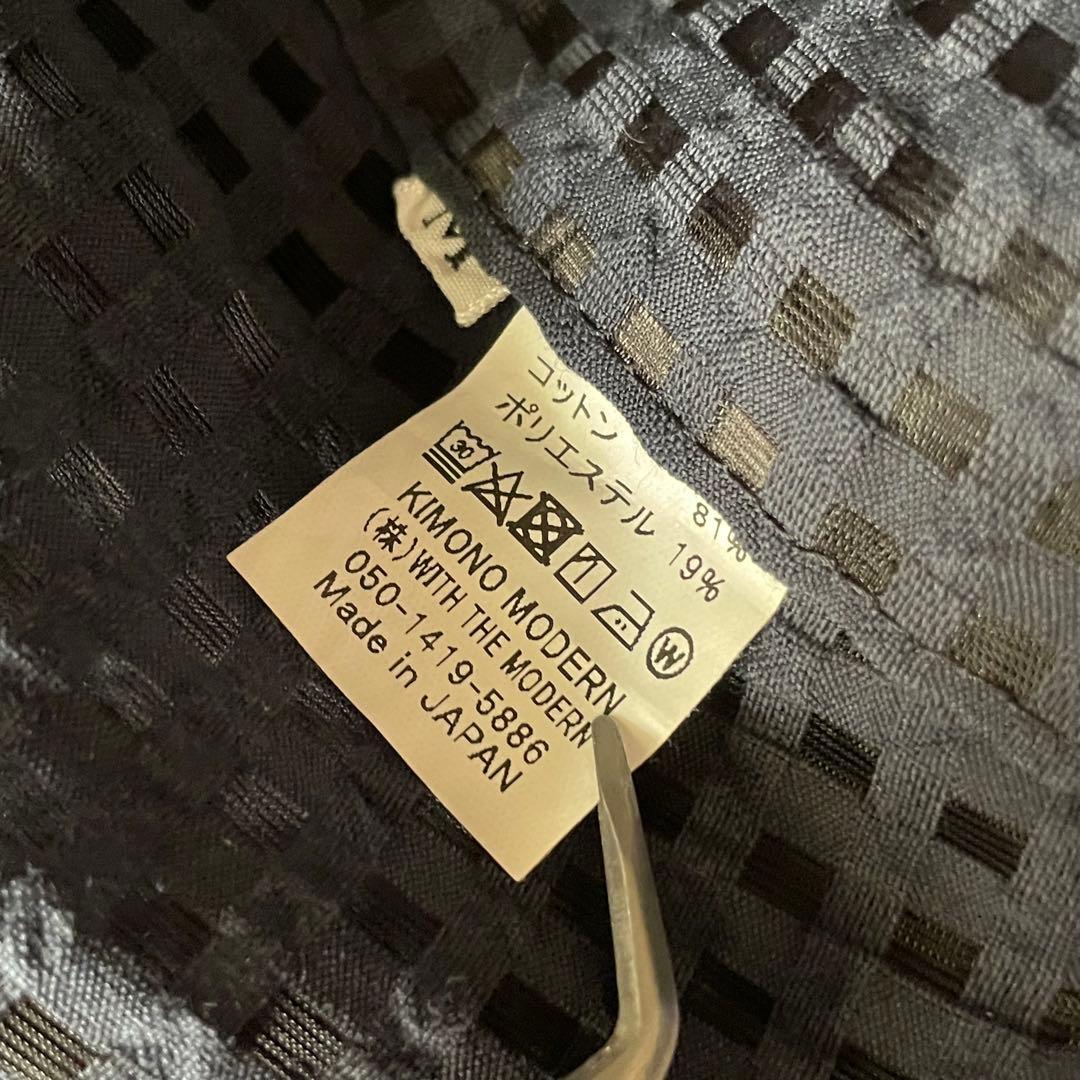 M
コットン 81%
ポリエステル 19%
30 W
KIMONO MODERN
(株)WITH THE MODERN
050-1419-5886
Made in JAPAN